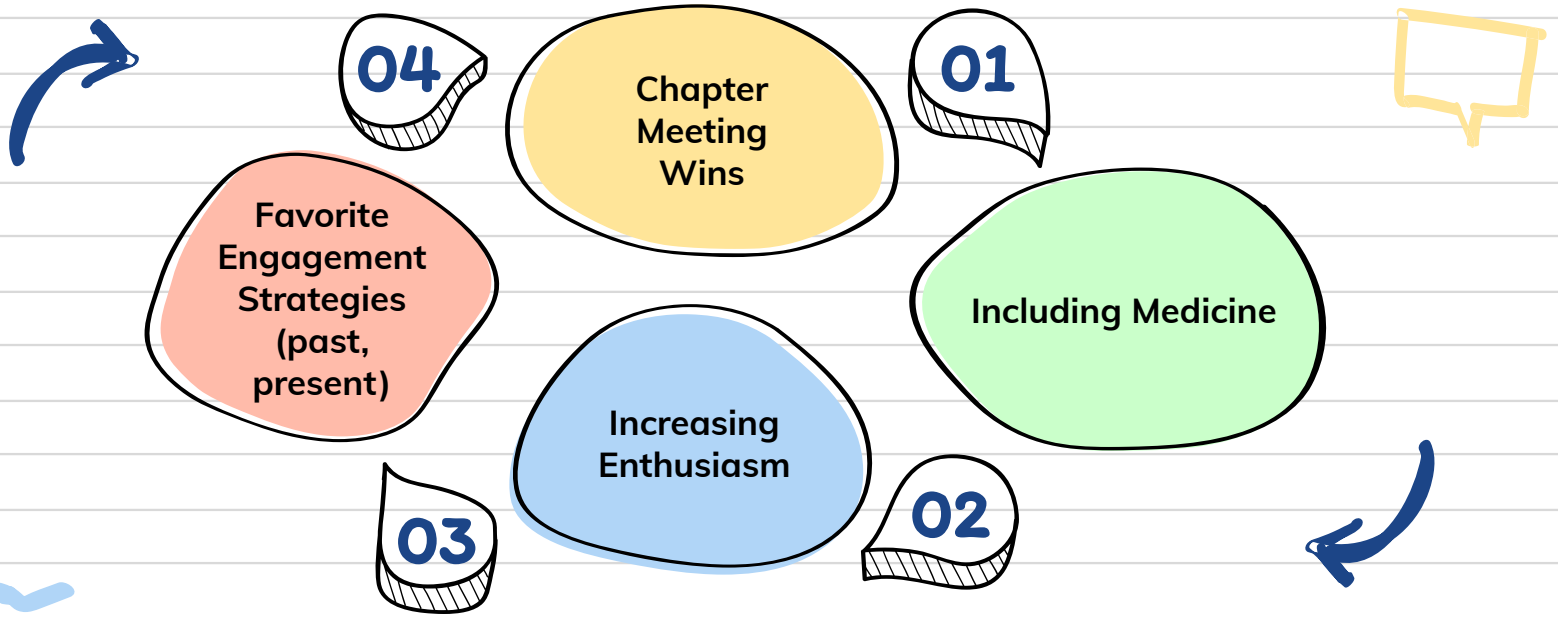 04
Chapter
Meeting
Wins
01
Favorite
Engagement
Strategies
(past,
present)
Including Medicine
Increasing
Enthusiasm
03
02